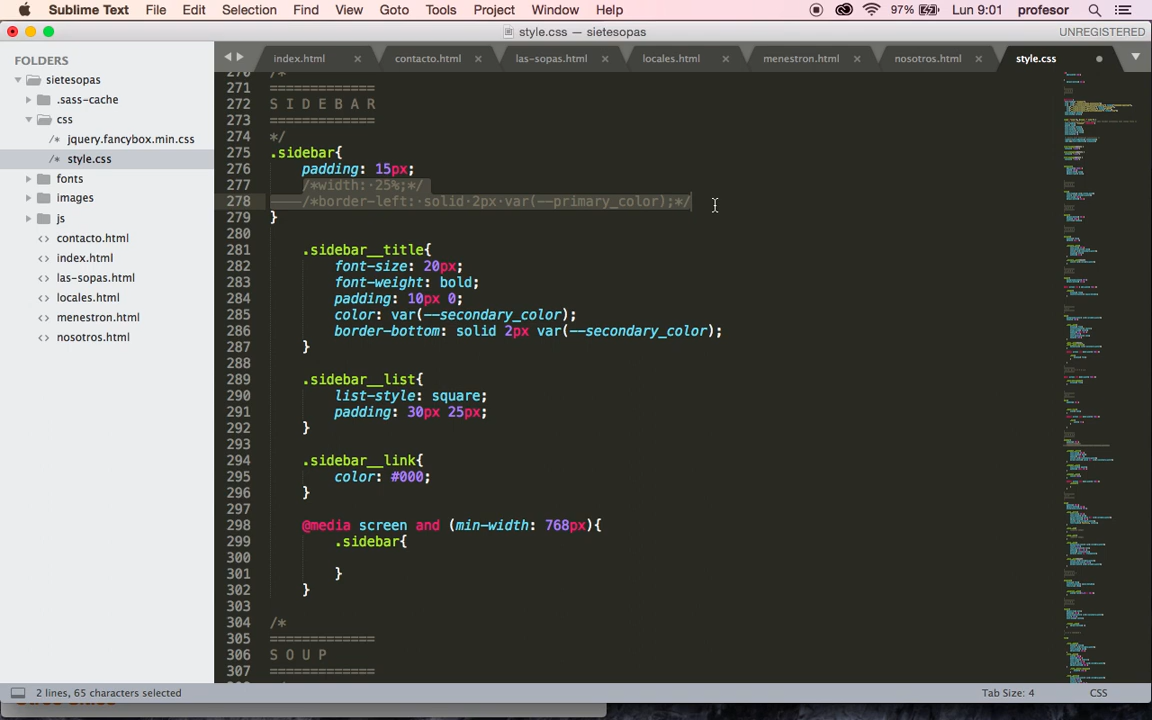 Sublime Text File Edit Selection Find View Goto Tools Project Window Help 97% Lun 9:01 profesor
style.css — sietesopas UNREGISTERED
FOLDERS
sietesopas
.sass-cache
css
/* jquery.fancybox.min.css
/* style.css
fonts
images
js
<> contacto.html
<> index.html
<> las-sopas.html
<> locales.html
<> menestron.html
<> nosotros.html
index.html × contacto.html × las-sopas.html × locales.html × menestron.html × nosotros.html × style.css
270 /*
271 =============
272 S I D E B A R
273 =============
274 */
275 .sidebar{
276 padding: 15px;
277 /*width: 25%;*/
278 /*border-left: solid 2px var(--primary_color);*/
279 }
280
281 .sidebar__title{
282 font-size: 20px;
283 font-weight: bold;
284 padding: 10px 0;
285 color: var(--secondary_color);
286 border-bottom: solid 2px var(--secondary_color);
287 }
288
289 .sidebar__list{
290 list-style: square;
291 padding: 30px 25px;
292 }
293
294 .sidebar__link{
295 color: #000;
296 }
297
298 @media screen and (min-width: 768px){
299 .sidebar{
300
301 }
302 }
303
304 /*
305 =============
306 S O U P
307 =============
2 lines, 65 characters selected Tab Size: 4 CSS